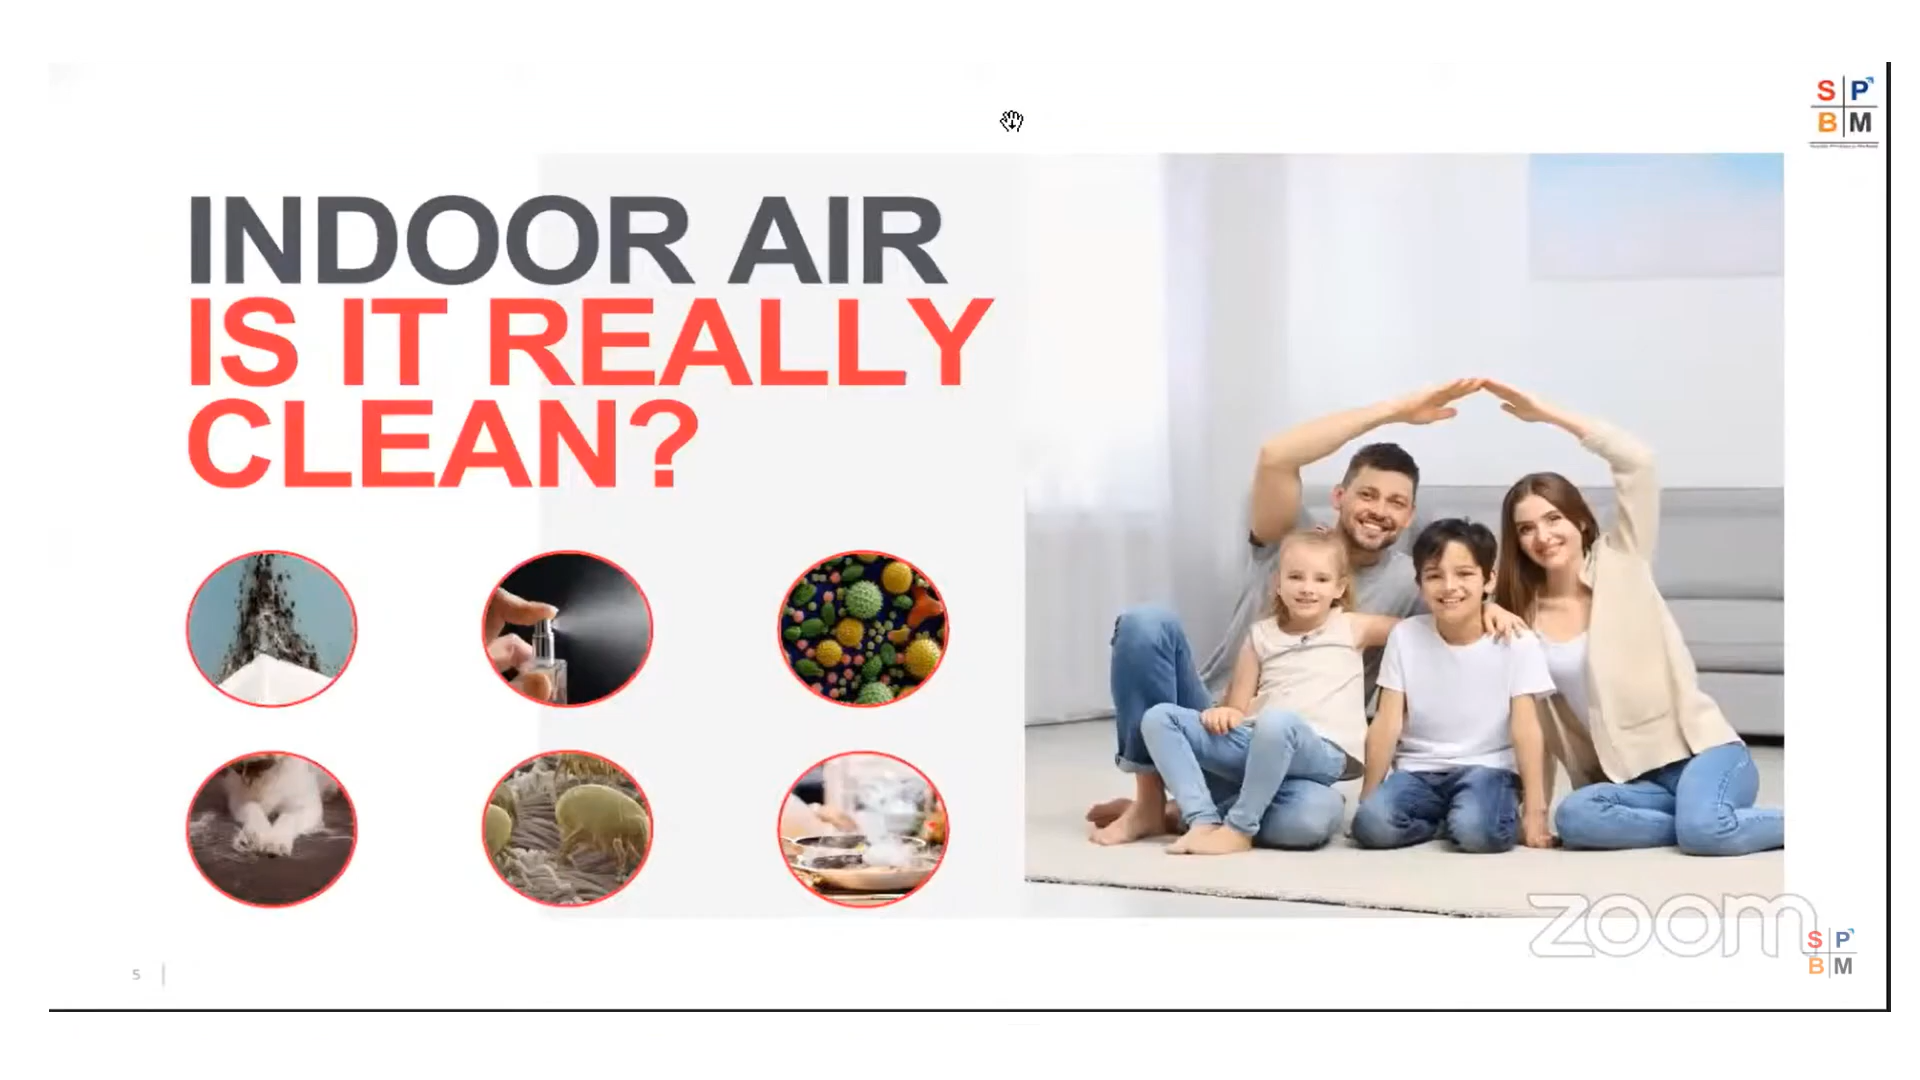 S P
B M
INDOOR AIR
IS IT REALLY
CLEAN?
zoom
S P
B M
5